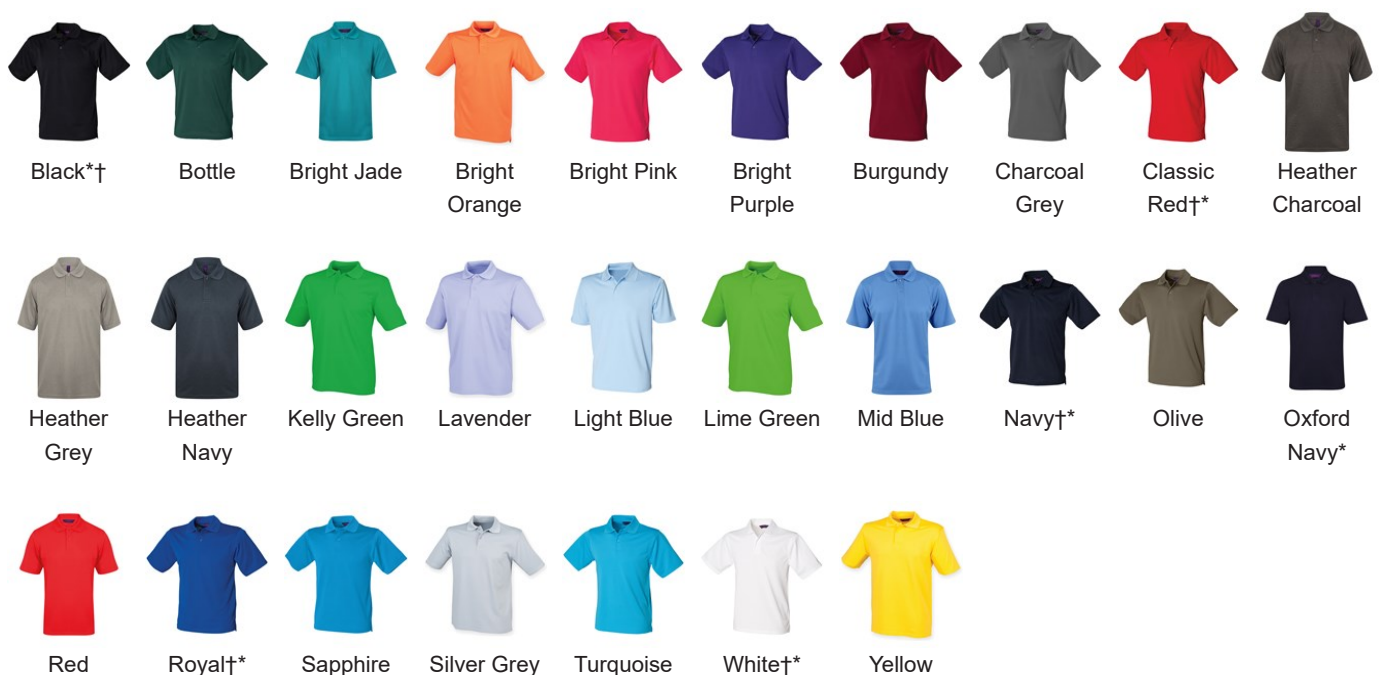 Black*†
Bottle
Bright Jade
Bright
Orange
Bright Pink
Bright
Purple
Burgundy
Charcoal
Grey
Classic
Red†*
Heather
Charcoal
Heather
Grey
Heather
Navy
Kelly Green
Lavender
Light Blue
Lime Green
Mid Blue
Navy†*
Olive
Oxford
Navy*
Red
Royal†*
Sapphire
Silver Grey
Turquoise
White†*
Yellow